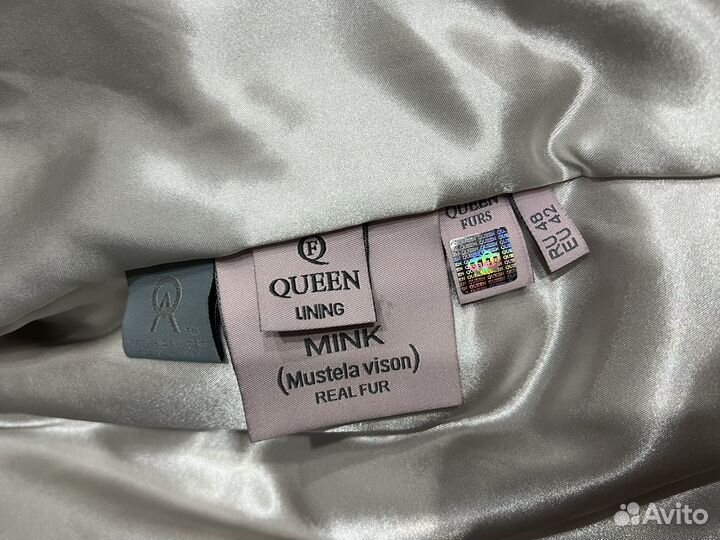 QUEEN
LINING
MINK
(Mustela vison)
REAL FUR
QUEEN
FURS
RU 48
EU 42
Avito